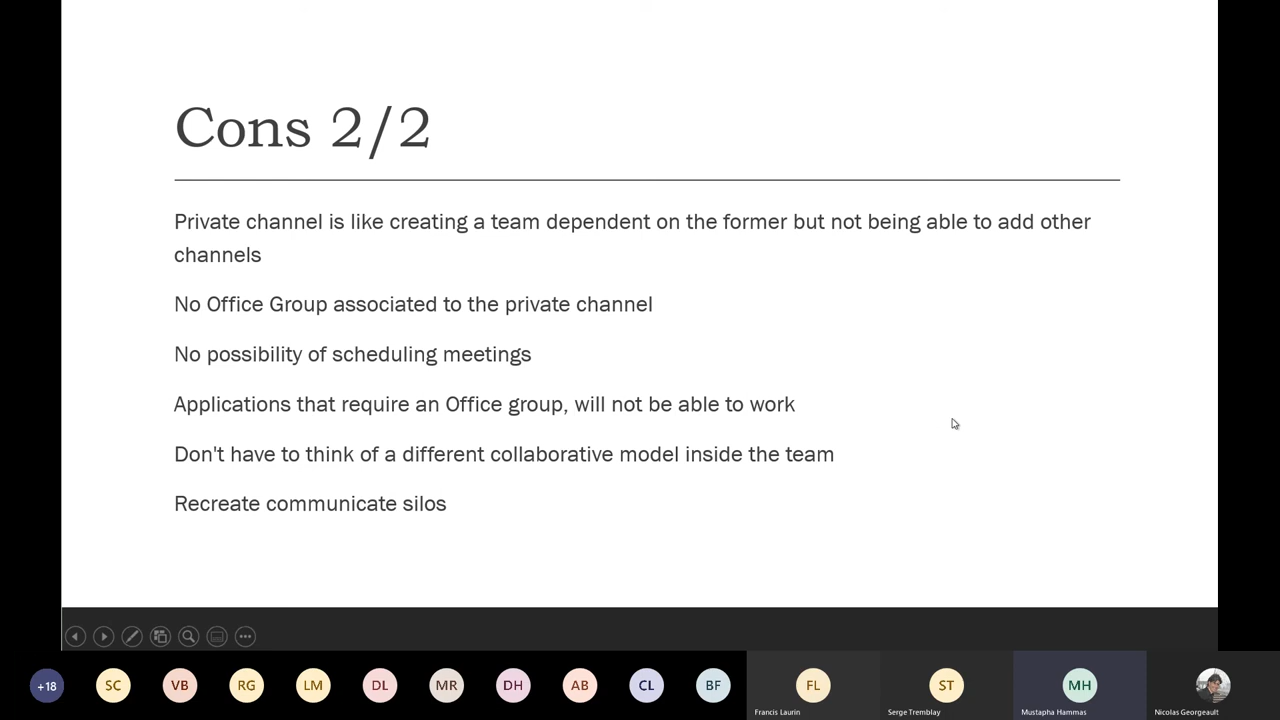 Cons 2/2
Private channel is like creating a team dependent on the former but not being able to add other
channels
No Office Group associated to the private channel
No possibility of scheduling meetings
Applications that require an Office group, will not be able to work
Don't have to think of a different collaborative model inside the team
Recreate communicate silos
+18 SC VB RG LM DL MR DH AB CL BF FL ST MH
Francis Laurin Serge Tremblay Mustapha Hammas Nicolas Georgeault